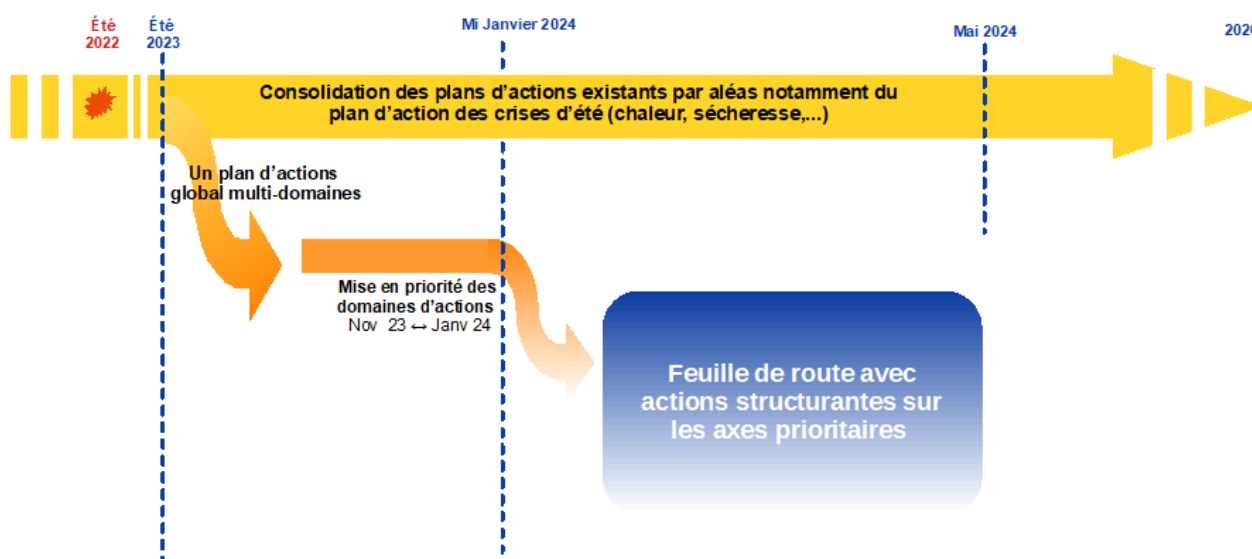 Été
2022
Été
2023
Mi Janvier 2024
Mai 2024
Consolidation des plans d'actions existants par aléas notamment du
plan d'action des crises d'été (chaleur, sécheresse,...)
Un plan d'actions
global multi-domaines
Mise en priorité des
domaines d'actions
Nov 23 ↔ Janv 24
Feuille de route avec
actions structurantes sur
les axes prioritaires